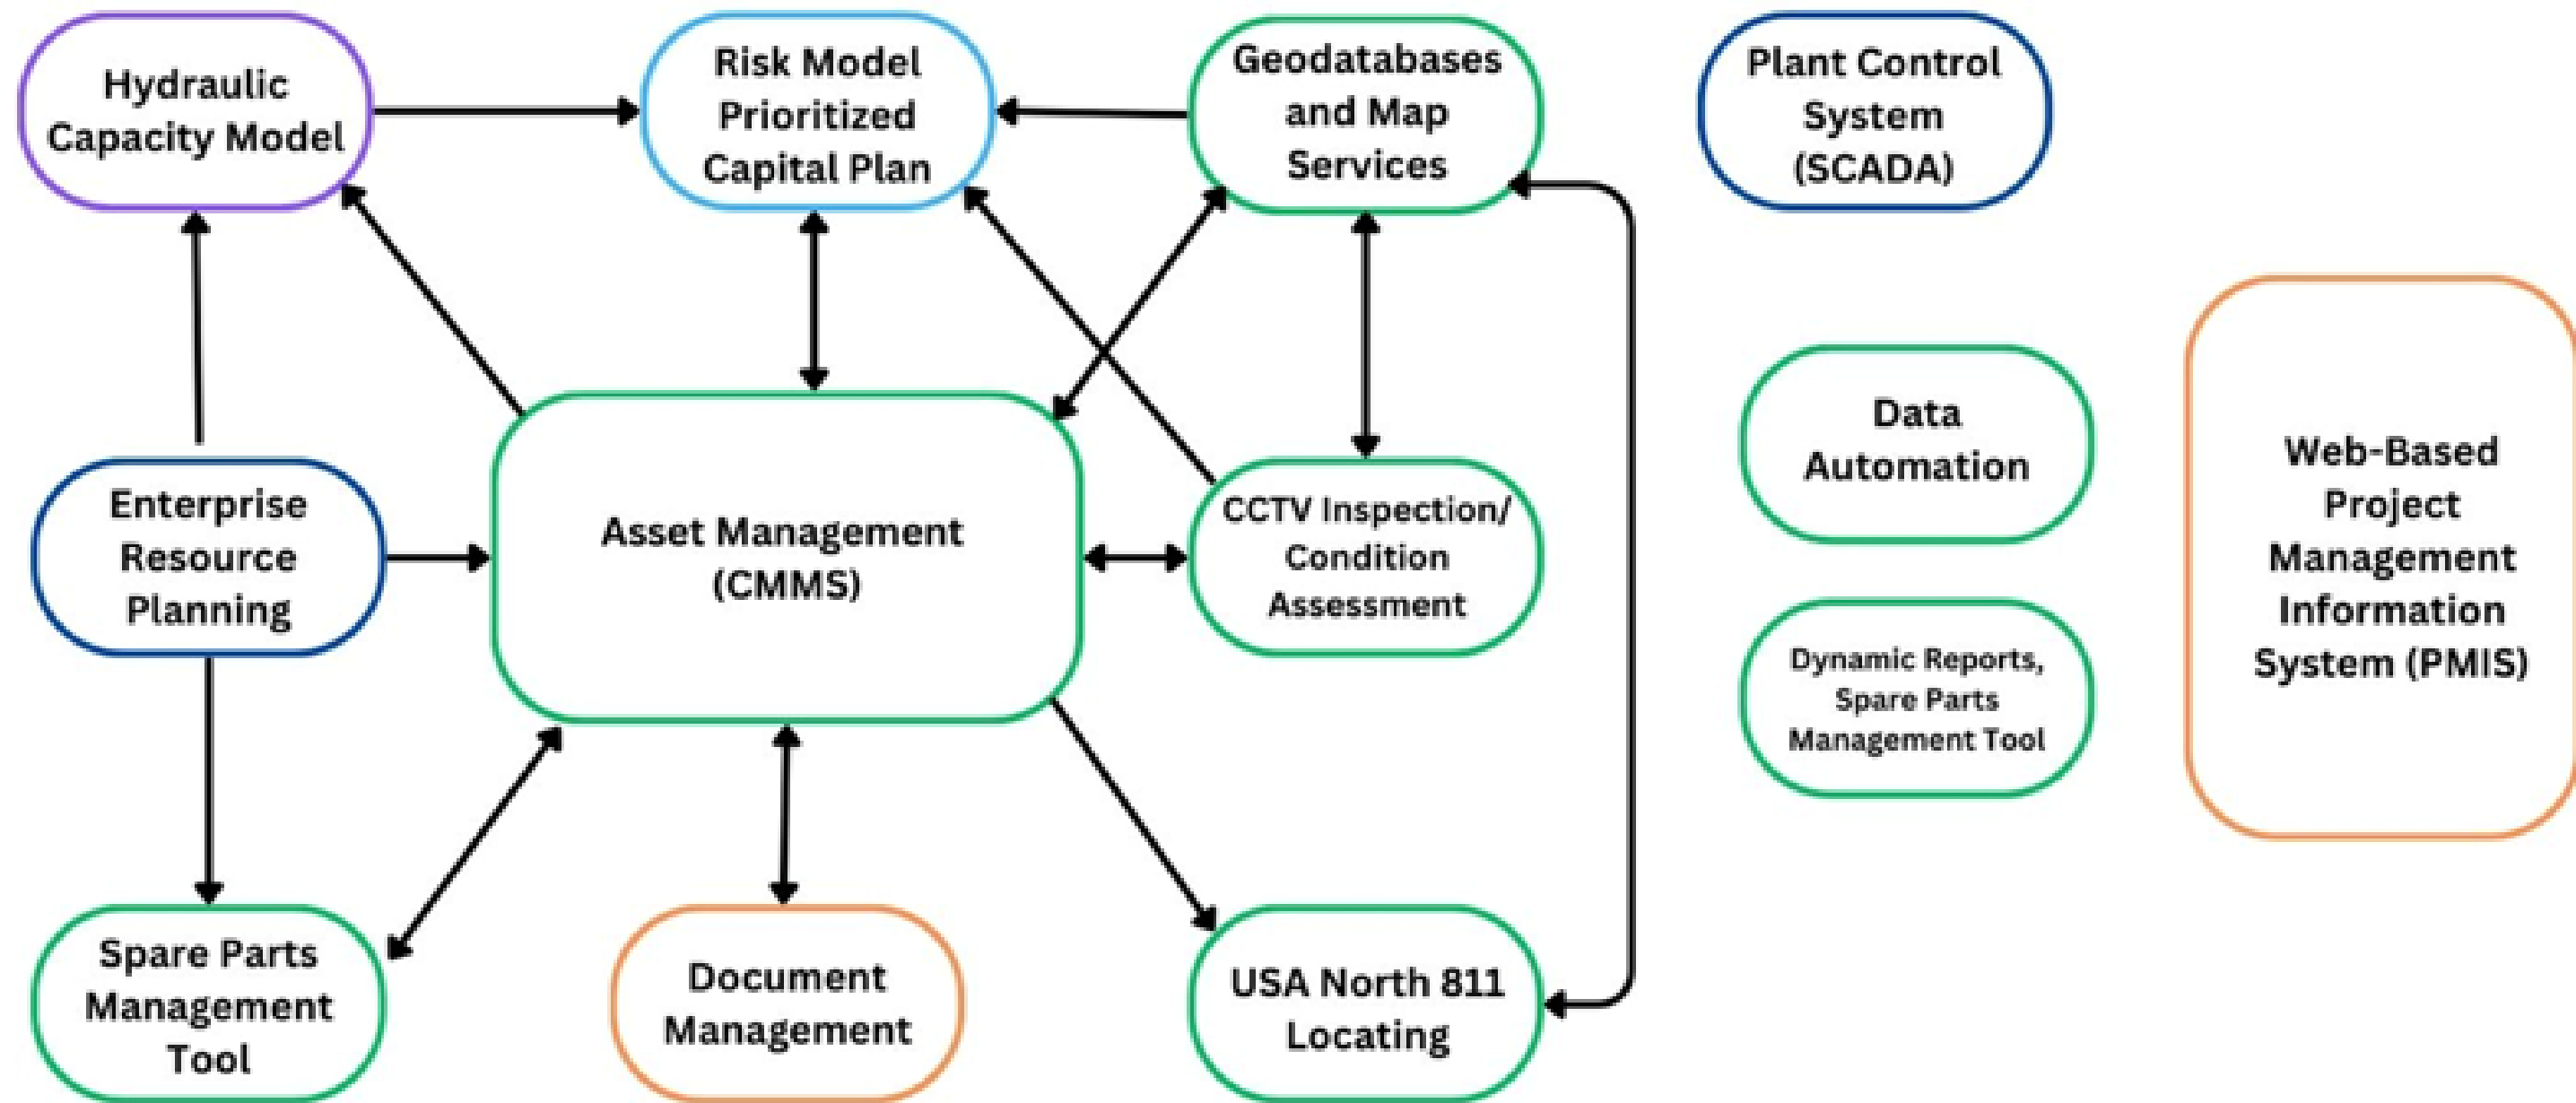 Hydraulic
Capacity Model
Risk Model
Prioritized
Capital Plan
Geodatabases
and Map
Services
Plant Control
System
(SCADA)
Enterprise
Resource
Planning
Asset Management
(CMMS)
CCTV Inspection/
Condition
Assessment
Data
Automation
Dynamic Reports,
Spare Parts
Management Tool
Web-Based
Project
Management
Information
System (PMIS)
Spare Parts
Management
Tool
Document
Management
USA North 811
Locating